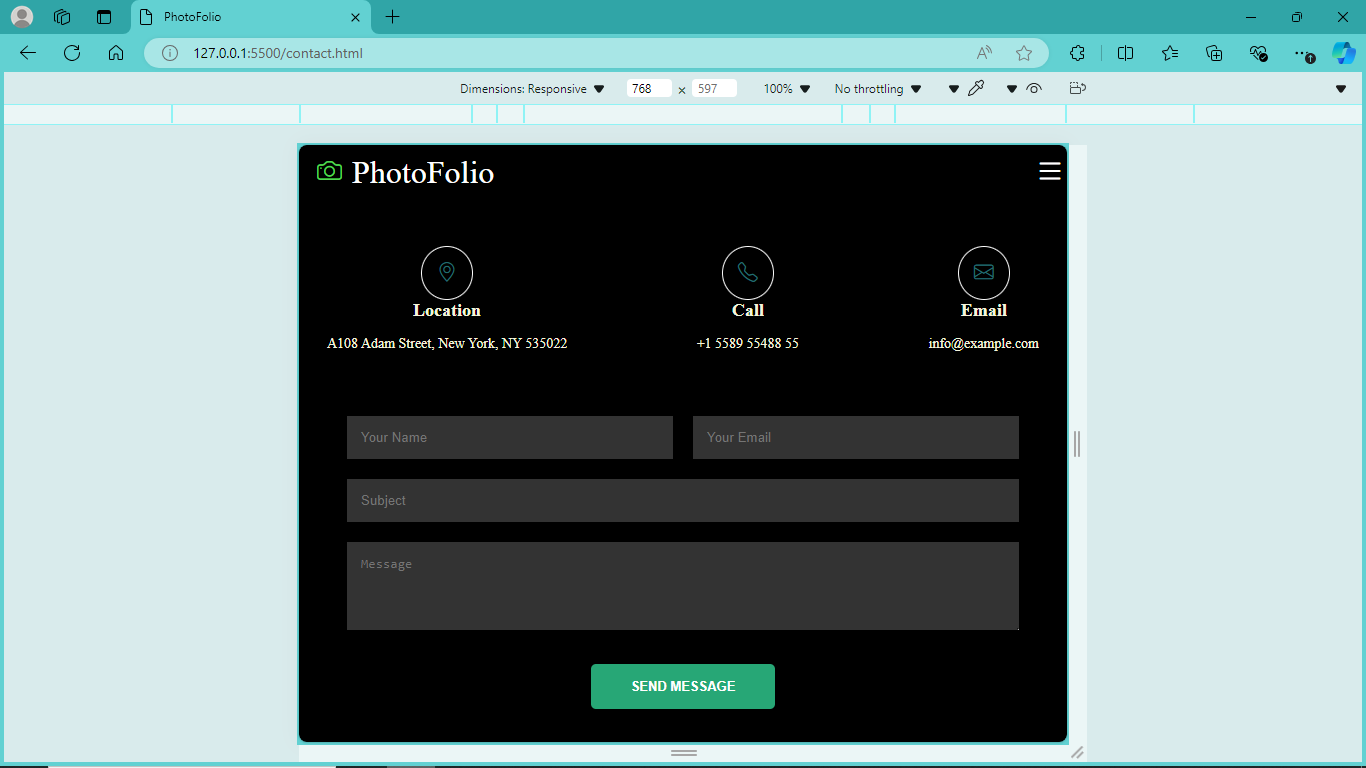 PhotoFolio
127.0.0.1:5500/contact.html
Dimensions: Responsive 768 × 597 100% No throttling
PhotoFolio
Location Call Email
A108 Adam Street, New York, NY 535022 +1 5589 55488 55 info@example.com
Your Name Your Email
Subject
Message
SEND MESSAGE